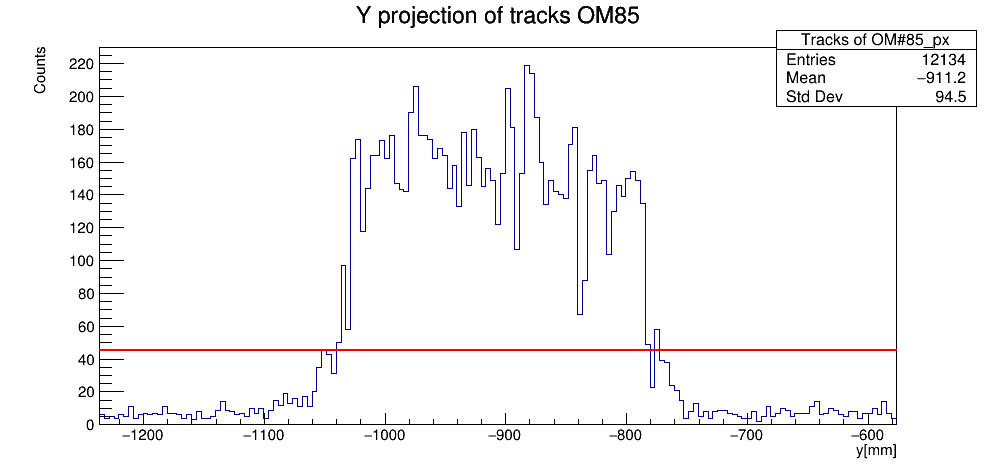 Y projection of tracks OM85
Counts
Tracks of OM#85_px
Entries 12134
Mean −911.2
Std Dev 94.5
220
200
180
160
140
120
100
80
60
40
20
0
−1200 −1100 −1000 −900 −800 −700 −600
y[mm]